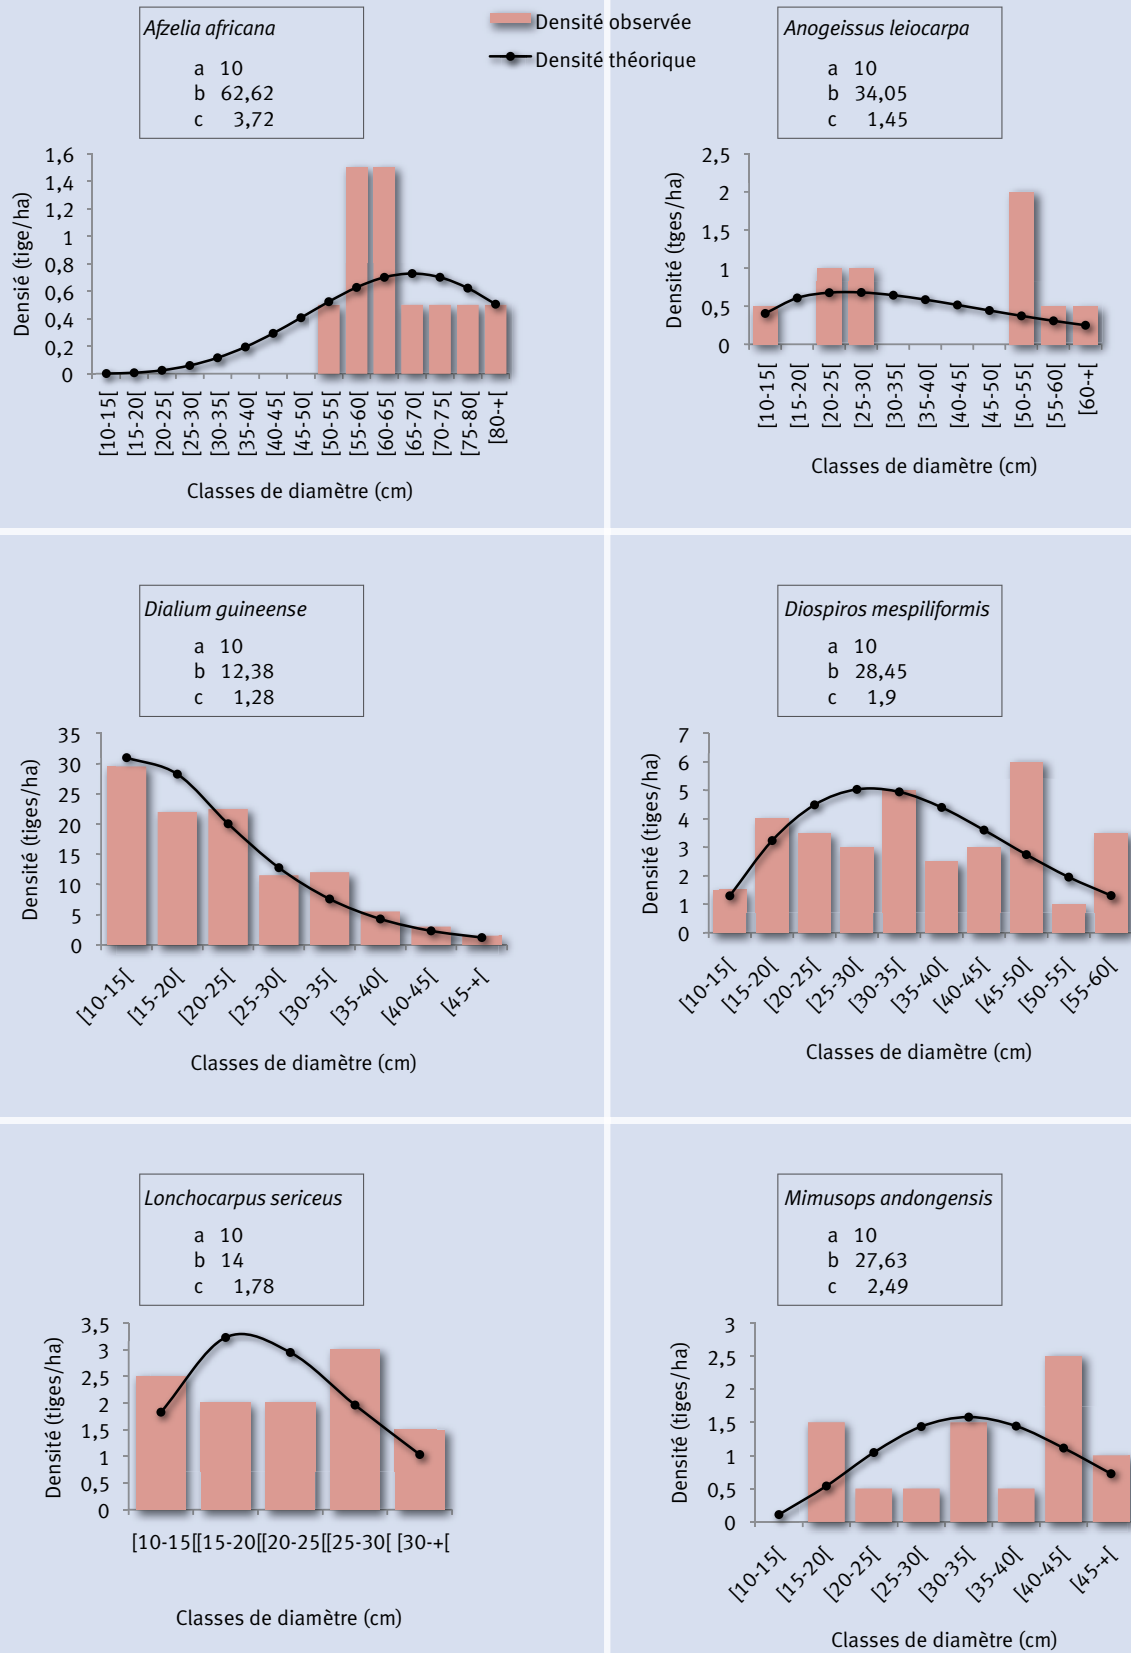 Afzelia africana
a 10
b 62,62
c 3,72
Densité observée
Densité théorique
1,6
1,4
1,2
1
0,8
0,6
0,4
0,2
0
Densié (tige/ha)
[10-15[
[15-20[
[20-25[
[25-30[
[30-35[
[35-40[
[40-45[
[45-50[
[50-55[
[55-60[
[60-65[
[65-70[
[70-75[
[75-80[
[80-+[
Classes de diamètre (cm)
Anogeissus leiocarpa
a 10
b 34,05
c 1,45
2,5
2
1,5
1
0,5
0
Densité (tges/ha)
[10-15[
[15-20[
[20-25[
[25-30[
[30-35[
[35-40[
[40-45[
[45-50[
[50-55[
[55-60[
[60-+[
Classes de diamètre (cm)
Dialium guineense
a 10
b 12,38
c 1,28
35
30
25
20
15
10
5
0
Densité (tiges/ha)
[10-15[
[15-20[
[20-25[
[25-30[
[30-35[
[35-40[
[40-45[
[45-+[
Classes de diamètre (cm)
Diospiros mespiliformis
a 10
b 28,45
c 1,9
7
6
5
4
3
2
1
0
Densité (tiges/ha)
[10-15[
[15-20[
[20-25[
[25-30[
[30-35[
[35-40[
[40-45[
[45-50[
[50-55[
[55-60[
Classes de diamètre (cm)
Lonchocarpus sericeus
a 10
b 14
c 1,78
3,5
3
2,5
2
1,5
1
0,5
0
Densité (tiges/ha)
[10-15[[15-20[[20-25[[25-30[ [30-+[
Classes de diamètre (cm)
Mimusops andongensis
a 10
b 27,63
c 2,49
3
2,5
2
1,5
1
0,5
0
Densité (tiges/ha)
[10-15[
[15-20[
[20-25[
[25-30[
[30-35[
[35-40[
[40-45[
[45-+[
Classes de diamètre (cm)